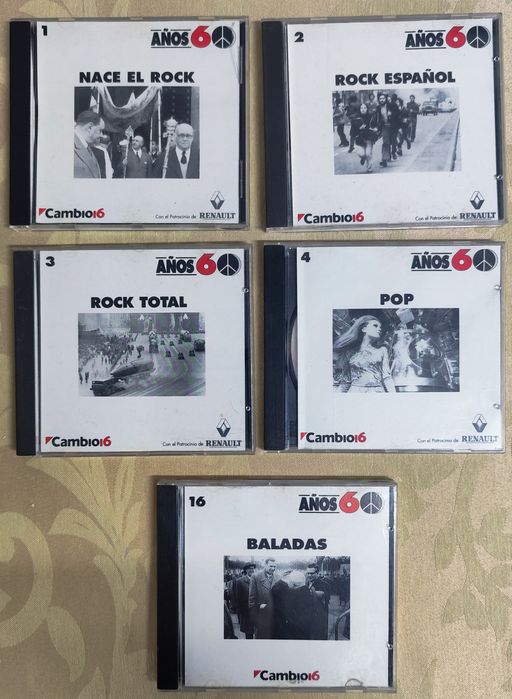 1
AÑOS 60
NACE EL ROCK
Cambio16
Con el Patrocinio de RENAULT
2
AÑOS 60
ROCK ESPAÑOL
Cambio16
Con el Patrocinio de RENAULT
3
AÑOS 60
ROCK TOTAL
Cambio16
Con el Patrocinio de RENAULT
4
AÑOS 60
POP
Cambio16
Con el Patrocinio de RENAULT
16
AÑOS 60
BALADAS
Cambio16